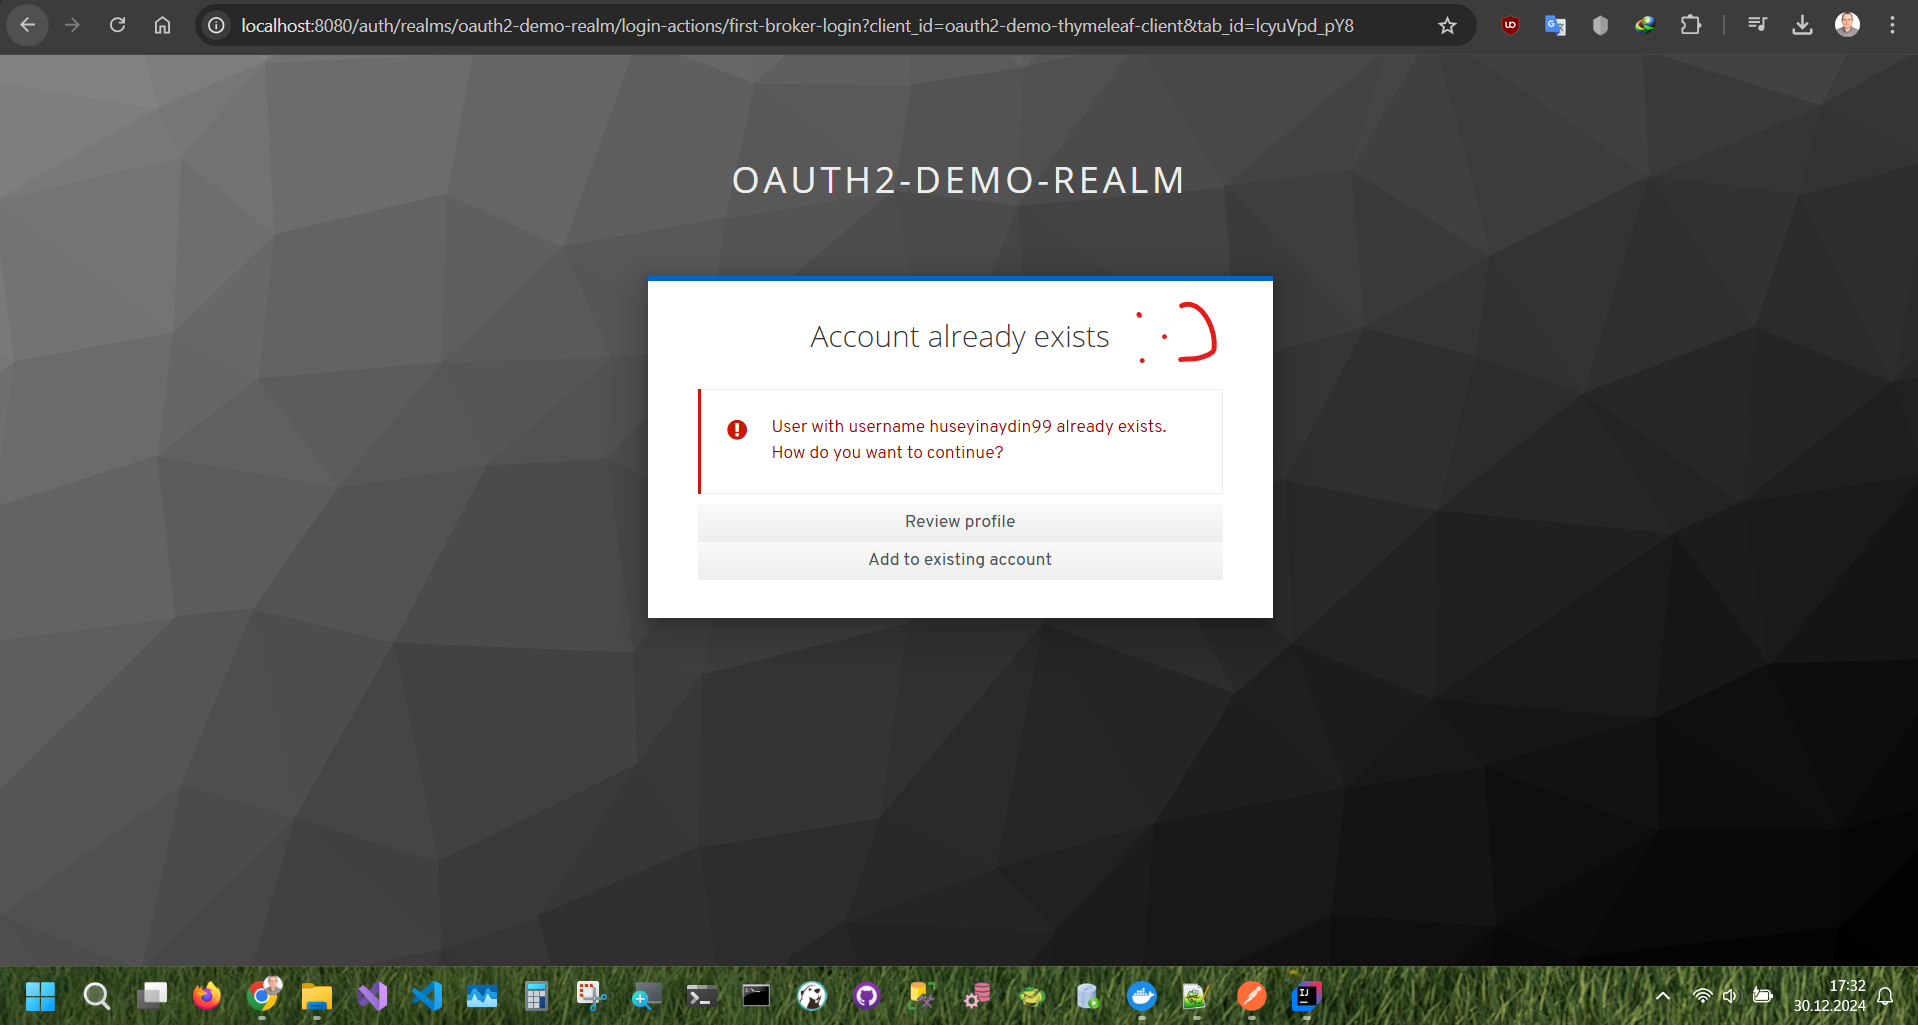 localhost:8080/auth/realms/oauth2-demo-realm/login-actions/first-broker-login?client_id=oauth2-demo-thymeleaf-client&tab_id=lcyuVpd_pY8
OAUTH2-DEMO-REALM
Account already exists
User with username huseyinaydin99 already exists.
How do you want to continue?
Review profile
Add to existing account
17:32
30.12.2024